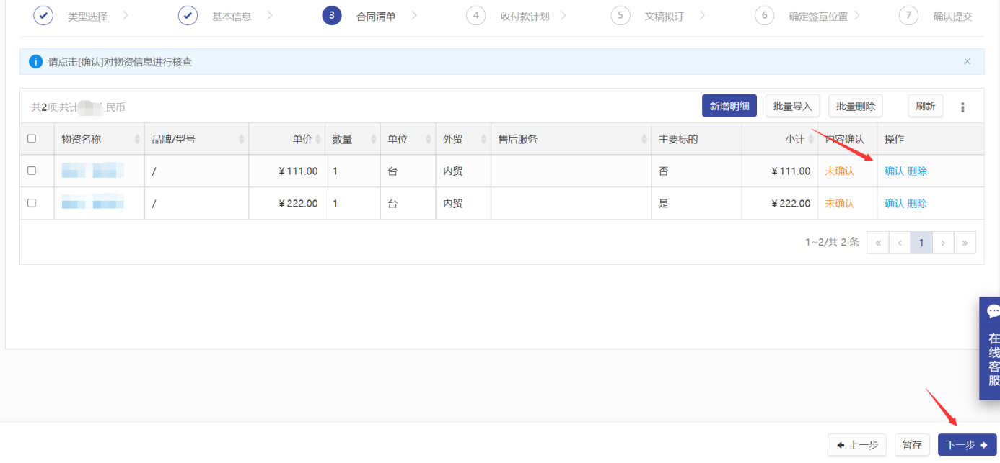 类型选择
基本信息
3 合同清单
4 收付款计划
5 文稿拟订
6 确定签章位置
7 确认提交
请点击[确认]对物资信息进行核查
共2项,共计 民币
新增明细 批量导入 批量删除 刷新
物资名称 品牌/型号 单价 数量 单位 外贸 售后服务 主要标的 小计 内容确认 操作
/ ¥111.00 1 台 内贸 否 ¥111.00 未确认 确认 删除
/ ¥222.00 1 台 内贸 是 ¥222.00 未确认 确认 删除
1~2/共 2 条 « ‹ 1 › »
在线客服
上一步 暂存 下一步